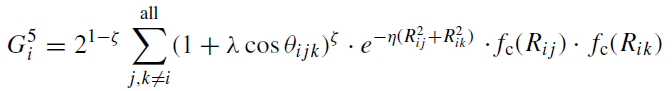 G_i^5 = 2^{1-ζ} \sum_{j,k≠i}^{all} (1 + λ cos θ_{ijk})^ζ · e^{-η(R_{ij}^2+R_{ik}^2)} · f_c(R_{ij}) · f_c(R_{ik})